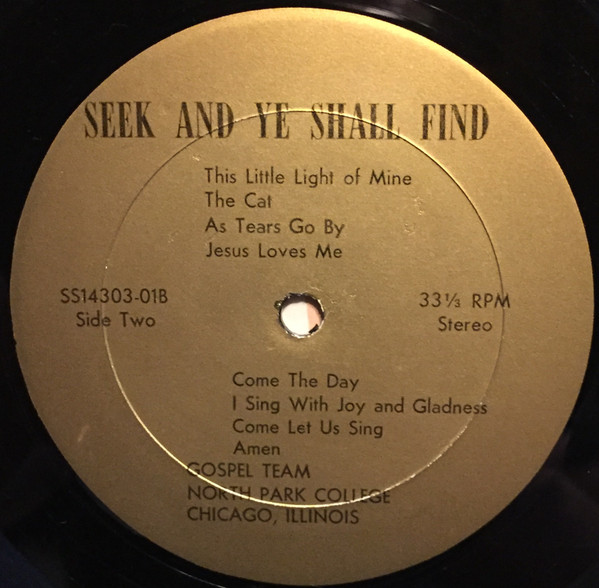 SEEK AND YE SHALL FIND
This Little Light of Mine
The Cat
As Tears Go By
Jesus Loves Me
SS14303-01B
Side Two
33⅓ RPM
Stereo
Come The Day
I Sing With Joy and Gladness
Come Let Us Sing
Amen
GOSPEL TEAM
NORTH PARK COLLEGE
CHICAGO, ILLINOIS